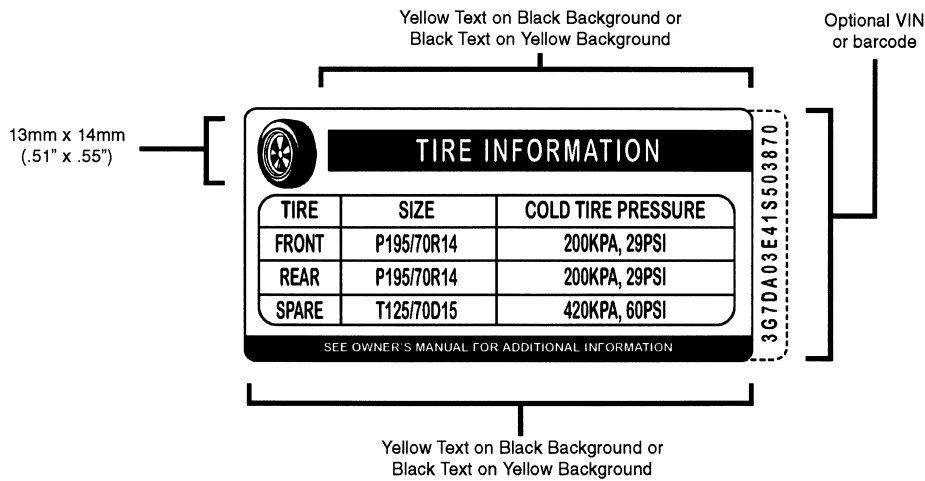 Yellow Text on Black Background or
Black Text on Yellow Background
Optional VIN
or barcode
13mm x 14mm
(.51" x .55")
TIRE INFORMATION
TIRE SIZE COLD TIRE PRESSURE
FRONT P195/70R14 200KPA, 29PSI
REAR P195/70R14 200KPA, 29PSI
SPARE T125/70D15 420KPA, 60PSI
SEE OWNER'S MANUAL FOR ADDITIONAL INFORMATION
3G7DA03E41S503870
Yellow Text on Black Background or
Black Text on Yellow Background